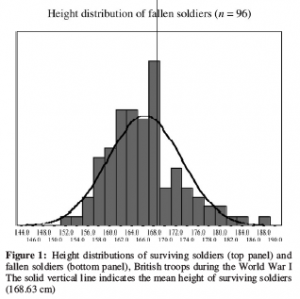 Height distribution of fallen soldiers (n = 96)
144.0 148.0 152.0 156.0 160.0 164.0 168.0 172.0 176.0 180.0 184.0 188.0
146.0 150.0 154.0 158.0 162.0 166.0 170.0 174.0 178.0 182.0 186.0 190.0
Figure 1: Height distributions of surviving soldiers (top panel) and
fallen soldiers (bottom panel), British troops during the World War I
The solid vertical line indicates the mean height of surviving soldiers
(168.63 cm)